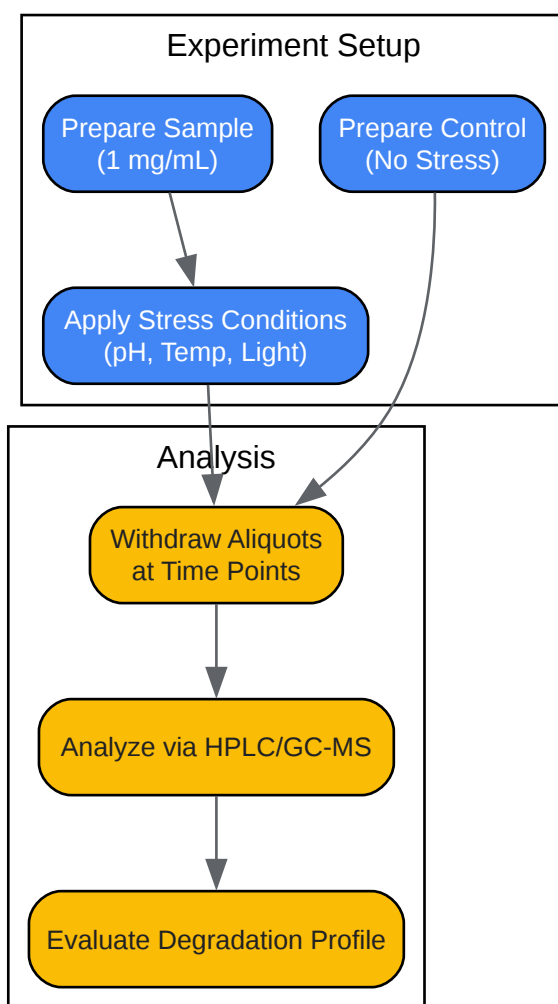 Experiment Setup
Prepare Sample
(1 mg/mL)
Prepare Control
(No Stress)
Apply Stress Conditions
(pH, Temp, Light)
Analysis
Withdraw Aliquots
at Time Points
Analyze via HPLC/GC-MS
Evaluate Degradation Profile